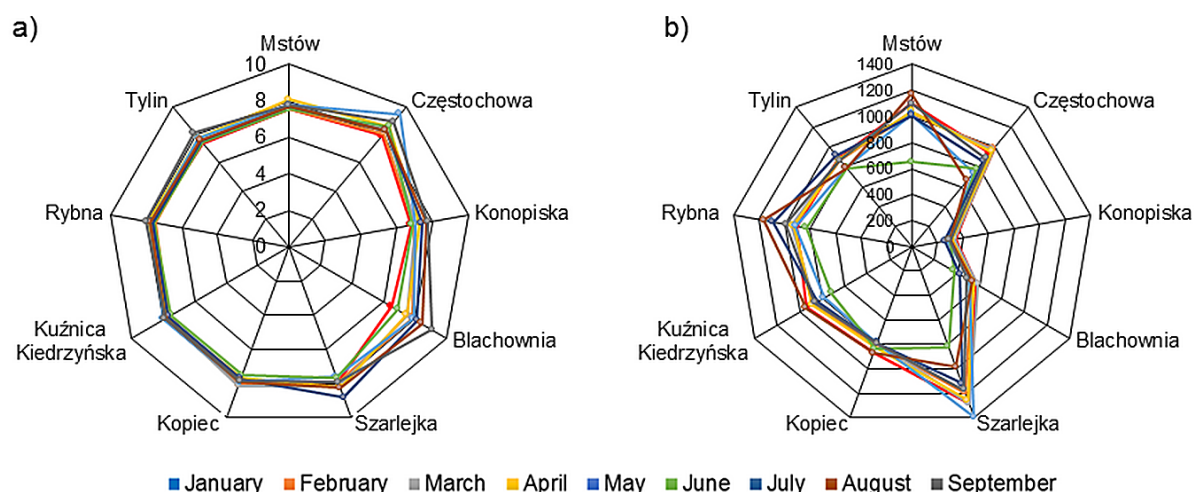 a)
Mstów
10
8
6
4
2
0
Częstochowa
Konopiska
Blachownia
Szarlejka
Kopiec
Kuźnica
Kiedrzyńska
Rybna
Tylin
b)
Mstów
1400
1200
1000
800
600
400
200
0
Częstochowa
Konopiska
Blachownia
Szarlejka
Kopiec
Kuźnica
Kiedrzyńska
Rybna
Tylin
January February March April May June July August September